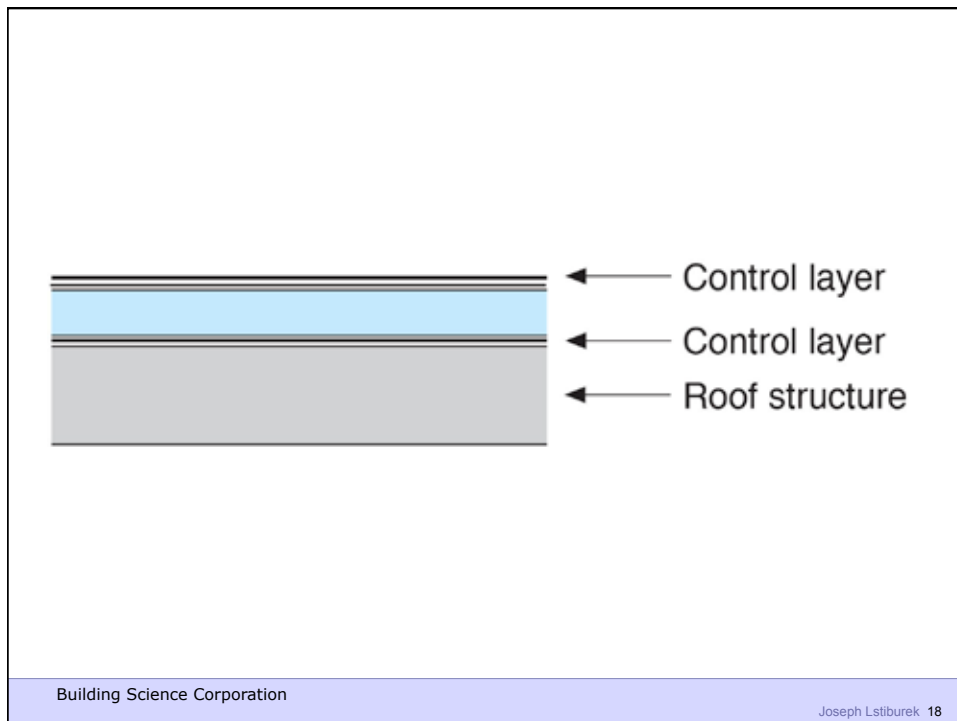 Control layer
Control layer
Roof structure
Building Science Corporation
Joseph Lstiburek 18